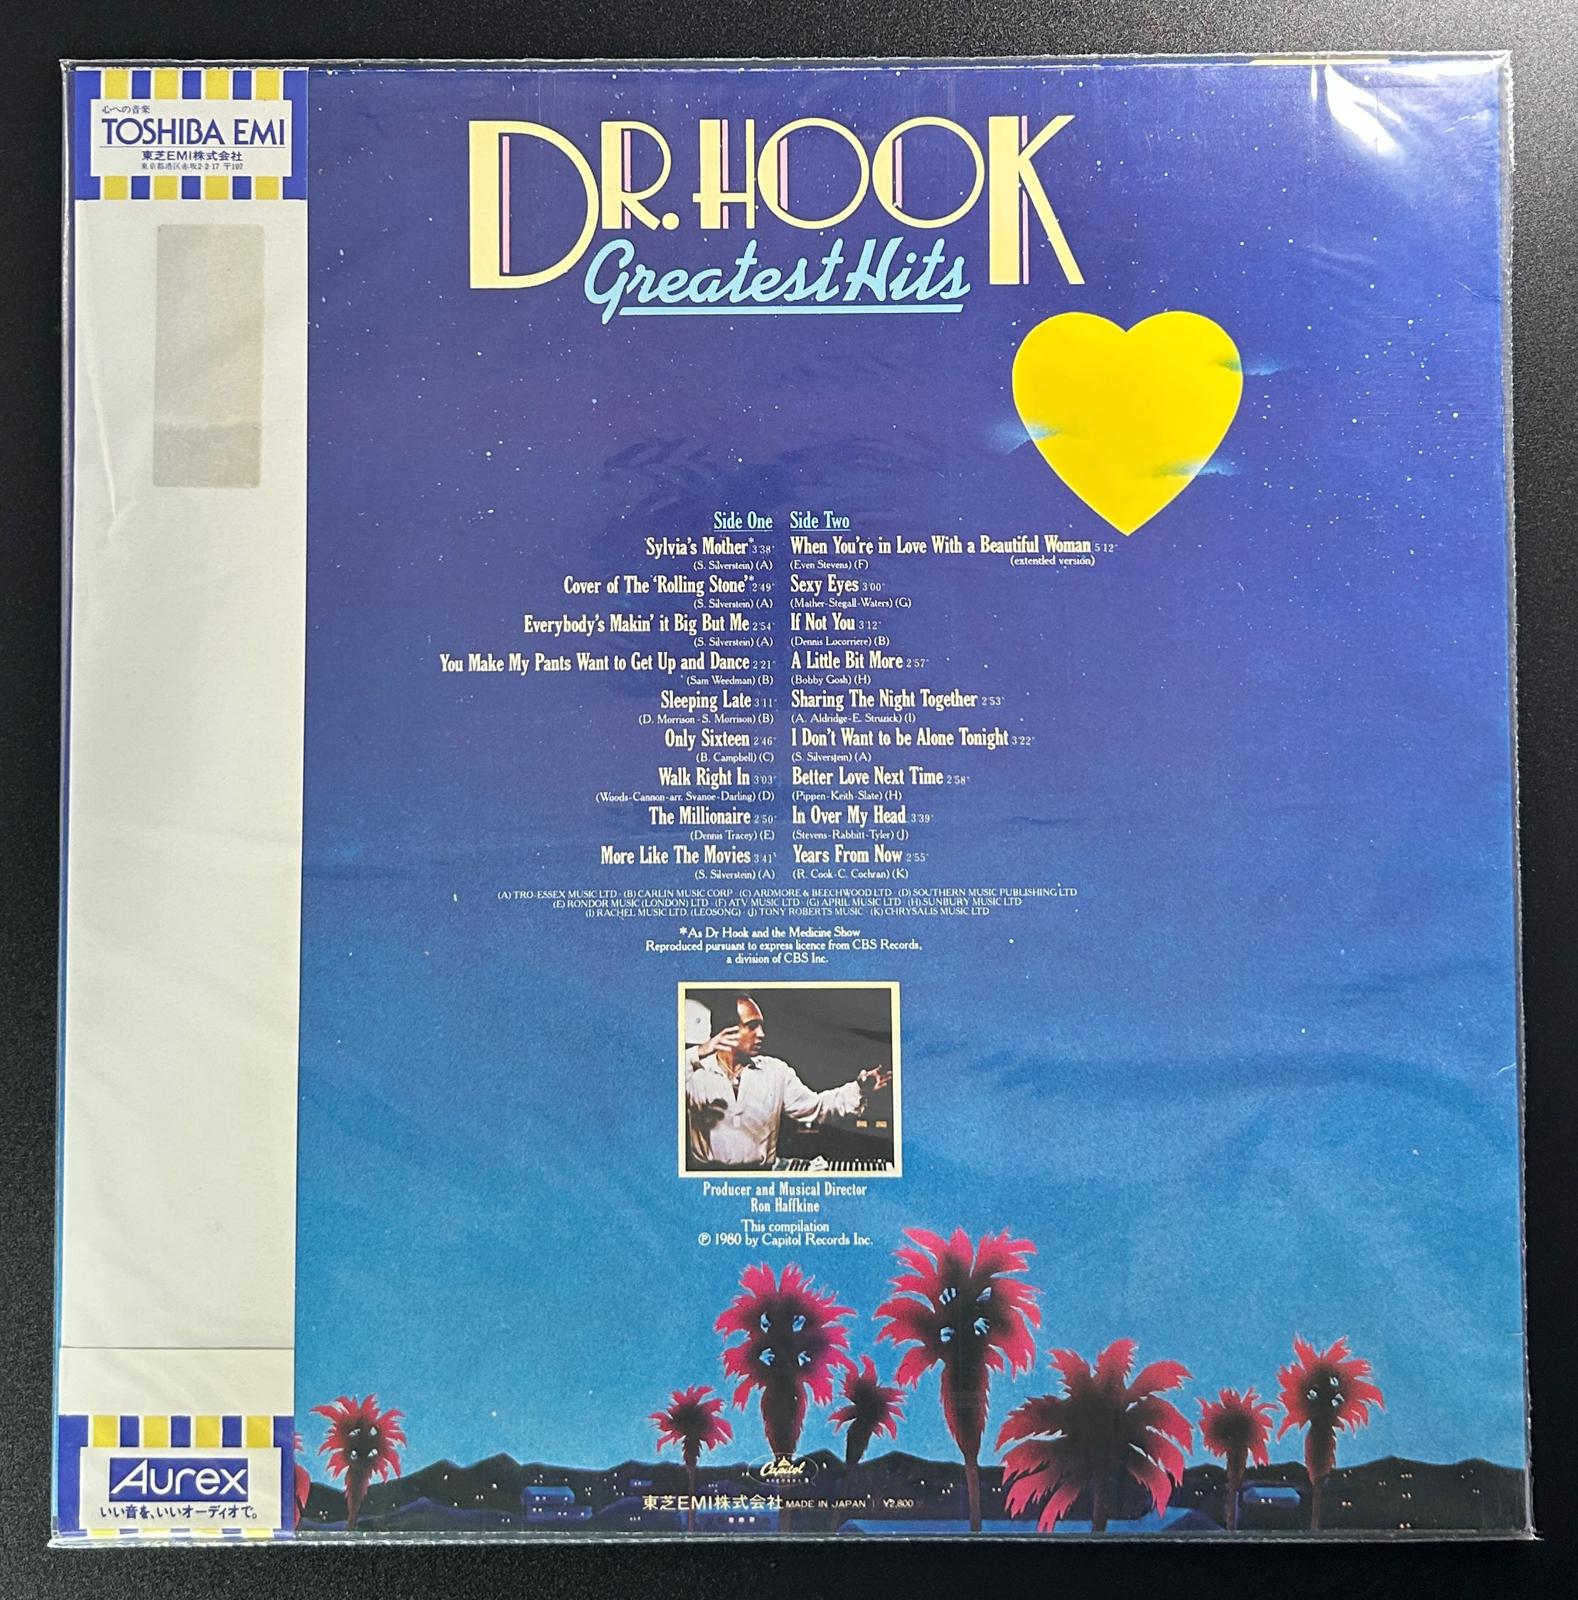 心への音楽
TOSHIBA EMI
東芝EMI株式会社
東京都港区赤坂2-2-17 〒107
DR. HOOK
Greatest Hits
Side One
'Sylvia's Mother* 3'38"
(S. Silverstein) (A)
Cover of The 'Rolling Stone'* 2'49"
(S. Silverstein) (A)
Everybody's Makin' it Big But Me 2'54"
(S. Silverstein) (A)
You Make My Pants Want to Get Up and Dance 2'21"
(Sam Weedman) (B)
Sleeping Late 3'11"
(D. Morrison - S. Morrison) (B)
Only Sixteen 2'46"
(B. Campbell) (C)
Walk Right In 3'03"
(Woods-Cannon-arr. Svanoe-Darling) (D)
The Millionaire 2'50"
(Dennis Tracey) (E)
More Like The Movies 3'41"
(S. Silverstein) (A)
Side Two
When You're in Love With a Beautiful Woman 5'12"
(extended version)
(Even Stevens) (F)
Sexy Eyes 3'00"
(Mather-Stegall-Waters) (G)
If Not You 3'12"
(Dennis Locorriere) (B)
A Little Bit More 2'57"
(Bobby Gosh) (H)
Sharing The Night Together 2'53"
(A. Aldridge-E. Struzick) (I)
I Don't Want to be Alone Tonight 3'22"
(S. Silverstein) (A)
Better Love Next Time 2'58"
(Pippen-Keith-Slate) (H)
In Over My Head 3'39"
(Stevens-Rabbitt-Tyler) (J)
Years From Now 2'55"
(R. Cook-C. Cochran) (K)
(A) TRO-ESSEX MUSIC LTD · (B) CARLIN MUSIC CORP · (C) ARDMORE & BEECHWOOD LTD · (D) SOUTHERN MUSIC PUBLISHING LTD
(E) RONDOR MUSIC (LONDON) LTD · (F) ATV MUSIC LTD · (G) APRIL MUSIC LTD · (H) SUNBURY MUSIC LTD
(I) RACHEL MUSIC LTD. (LEOSONG) · (J) TONY ROBERTS MUSIC · (K) CHRYSALIS MUSIC LTD
*As Dr Hook and the Medicine Show
Reproduced pursuant to express licence from CBS Records,
a division of CBS Inc.
Producer and Musical Director
Ron Haffkine
This compilation
℗ 1980 by Capitol Records Inc.
Capitol
RECORDS
東芝EMI株式会社 MADE IN JAPAN | ¥2,800
Aurex
いい音を、いいオーディオで。